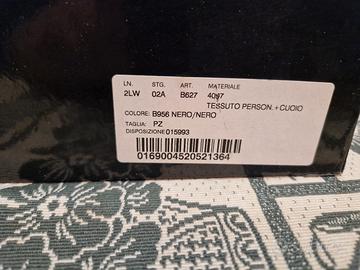 LN. STG. ART. MATERIALE
2LW 02A B627 4097
TESSUTO PERSON.+CUOIO
COLORE: B956 NERO/NERO
TAGLIA: PZ
DISPOSIZIONE 015993
0169004520521364